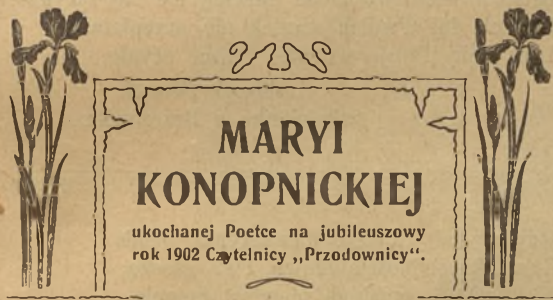 MARYI
KONOPNICKIEJ
ukochanej Poetce na jubileuszowy
rok 1902 Czytelnicy „Przodownicy“.